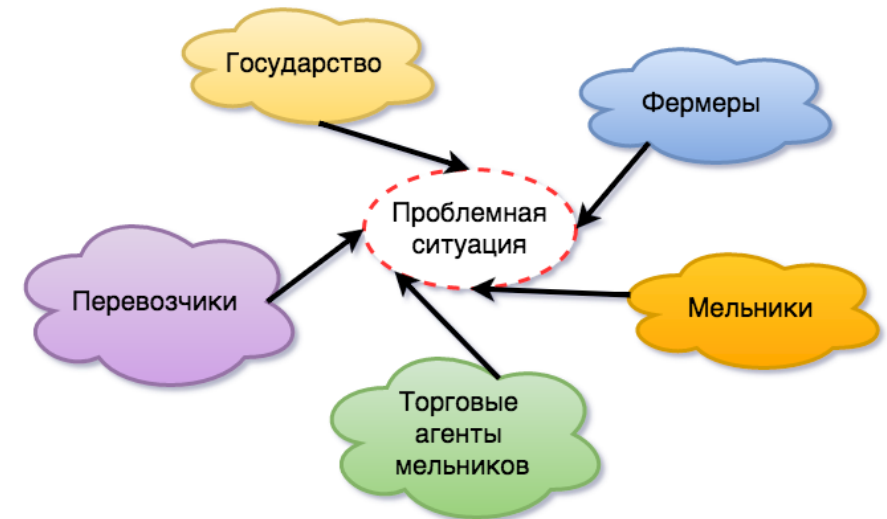 Государство
Фермеры
Проблемная
ситуация
Перевозчики
Мельники
Торговые
агенты
мельников